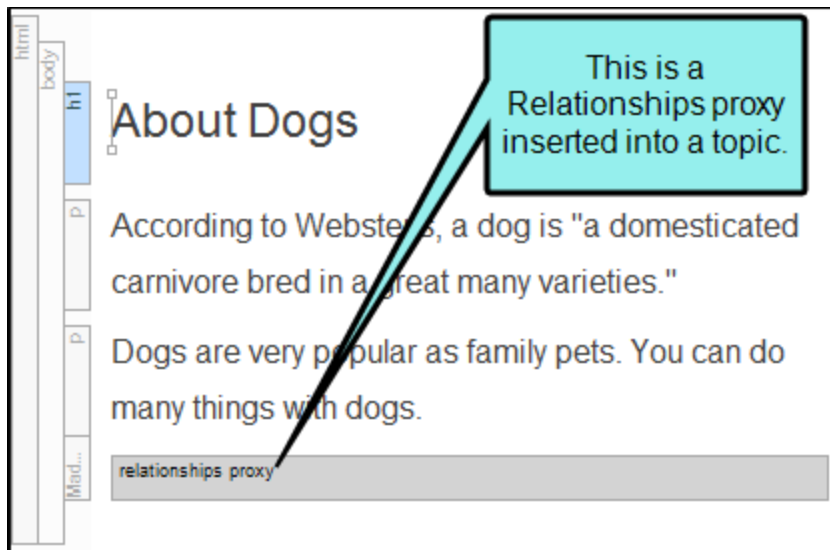 html
body
h1
This is a
Relationships proxy
inserted into a topic.
About Dogs
p
According to Webster's, a dog is "a domesticated
carnivore bred in a great many varieties."
p
Dogs are very popular as family pets. You can do
many things with dogs.
Mad...
relationships proxy